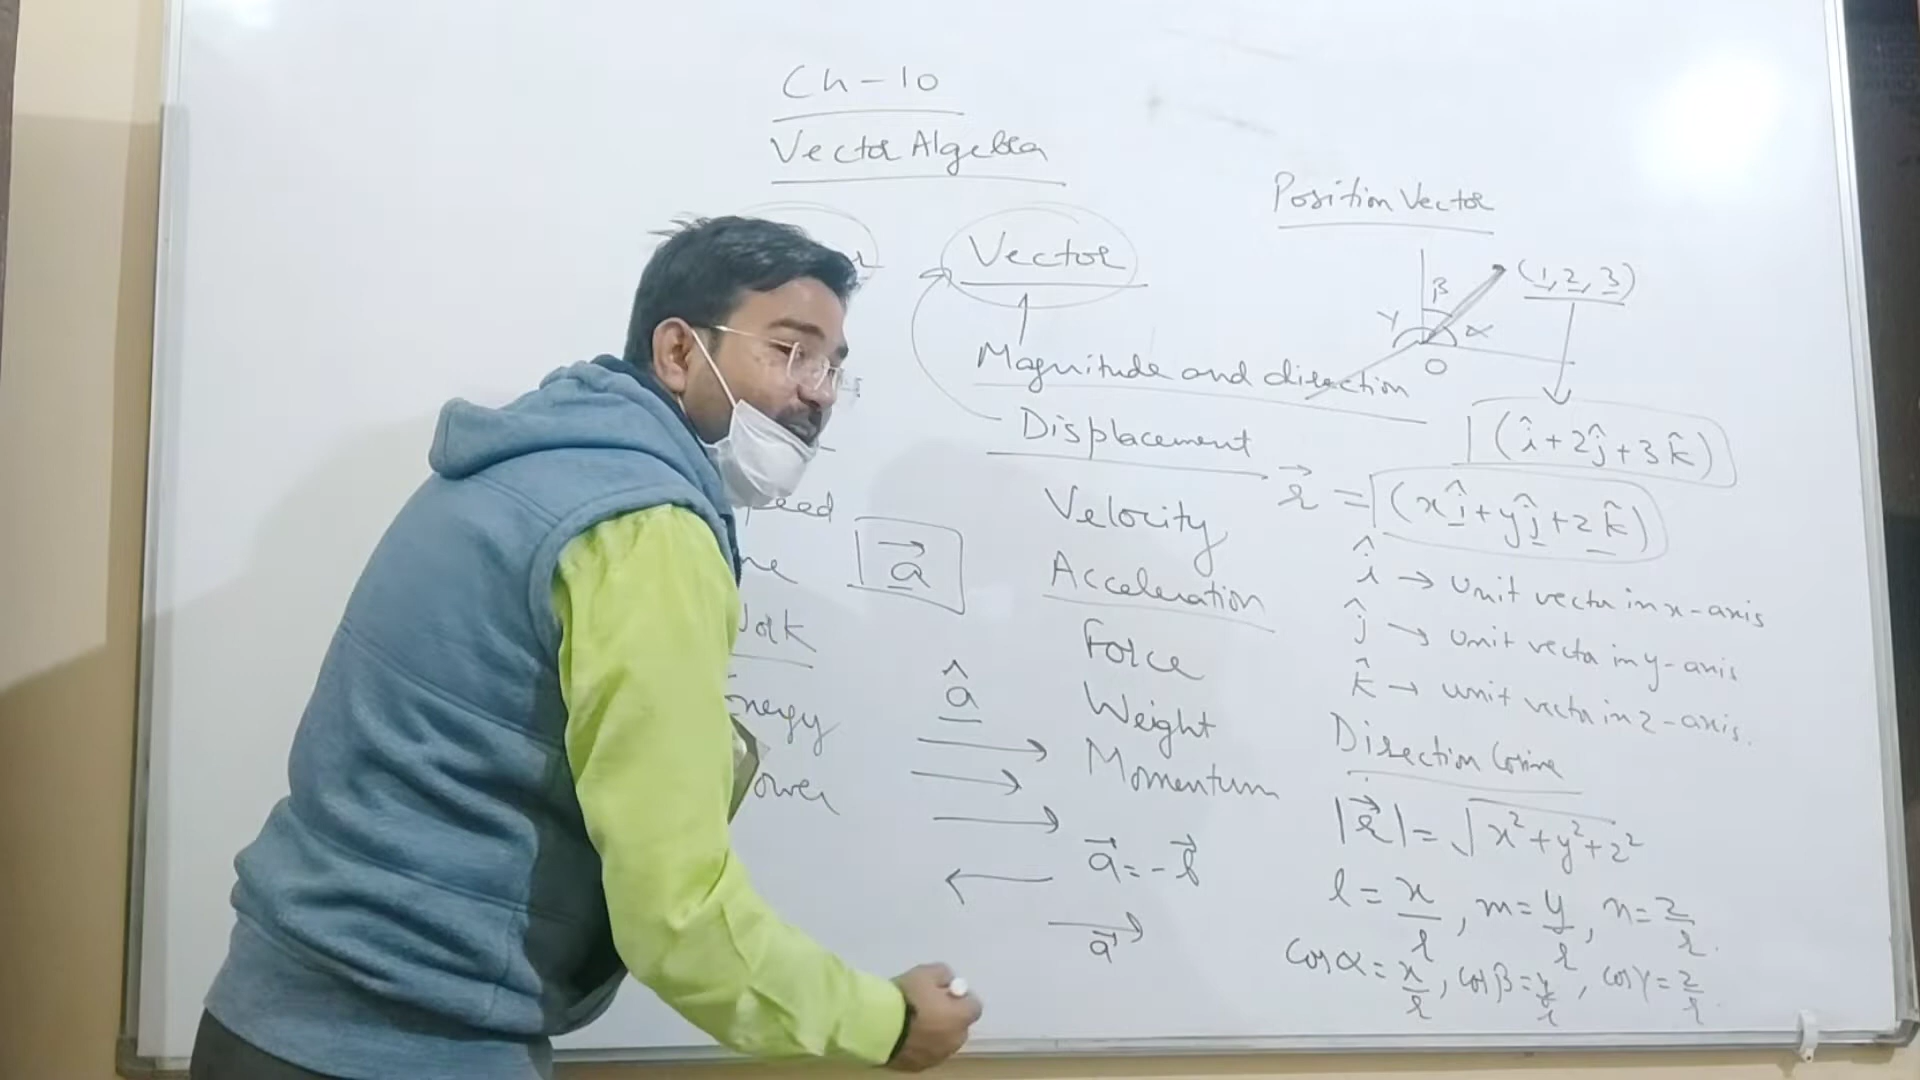 Ch-10
Vector Algebra
Vector
Magnitude and direction
Displacement
Velocity
Acceleration
Force
Weight
Momentum
a⃗
â
a⃗ = -b⃗
a⃗
Position Vector
(1, 2, 3)
β
γ
α
O
(î + 2ĵ + 3k̂)
r⃗ = (xî + yĵ + zk̂)
î → unit vector in x-axis
ĵ → unit vector in y-axis
k̂ → unit vector in z-axis.
Direction Cosine
|r⃗| = √x² + y² + z²
l = x/r, m = y/r, n = z/r.
cos α = x/r, cos β = y/r, cos γ = z/r.